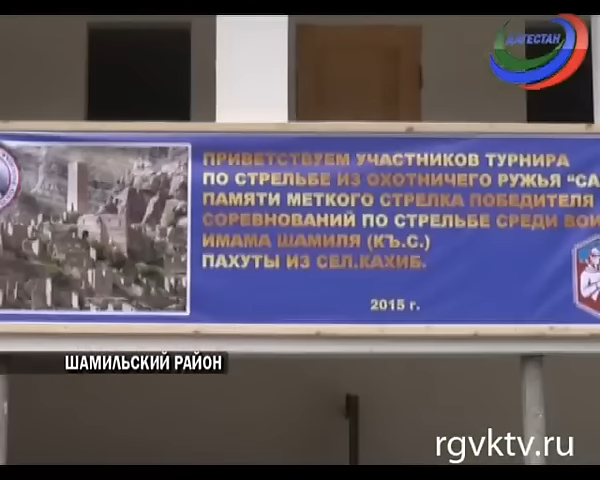 ДАГЕСТАН
ПРИВЕТСТВУЕМ УЧАСТНИКОВ ТУРНИРА
ПО СТРЕЛЬБЕ ИЗ ОХОТНИЧЕГО РУЖЬЯ "СА
ПАМЯТИ МЕТКОГО СТРЕЛКА ПОБЕДИТЕЛЯ
СОРЕВНОВАНИЙ ПО СТРЕЛЬБЕ СРЕДИ ВОИ
ИМАМА ШАМИЛЯ (КЪ.С.)
ПАХУТЫ ИЗ СЕЛ.КАХИБ.
2015 г.
ШАМИЛЬСКИЙ РАЙОН
rgvktv.ru